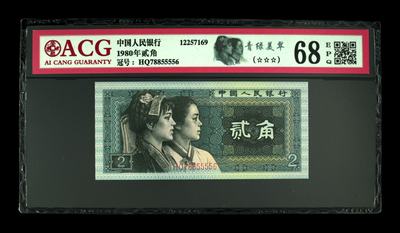 ACG
AI CANG GUARANTY
中国人民银行
1980年贰角
冠号：HQ78855556
12257169
青绿美翠
(☆☆☆)
68
EPQ
中国人民银行
贰角
HQ78855556
2
2